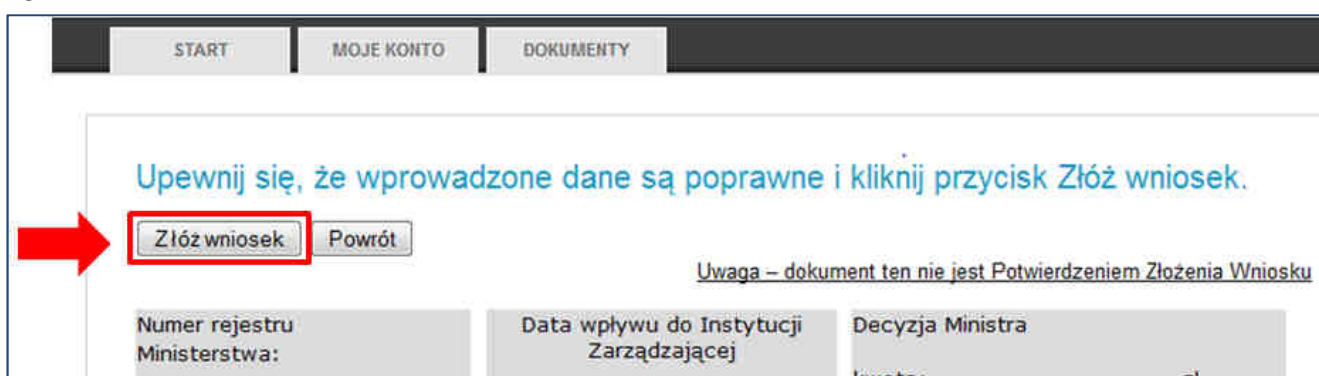 START MOJE KONTO DOKUMENTY
Upewnij się, że wprowadzone dane są poprawne i kliknij przycisk Złóż wniosek.
Złóż wniosek Powrót
Uwaga – dokument ten nie jest Potwierdzeniem Złożenia Wniosku
Numer rejestru
Ministerstwa:
Data wpływu do Instytucji
Zarządzającej
Decyzja Ministra